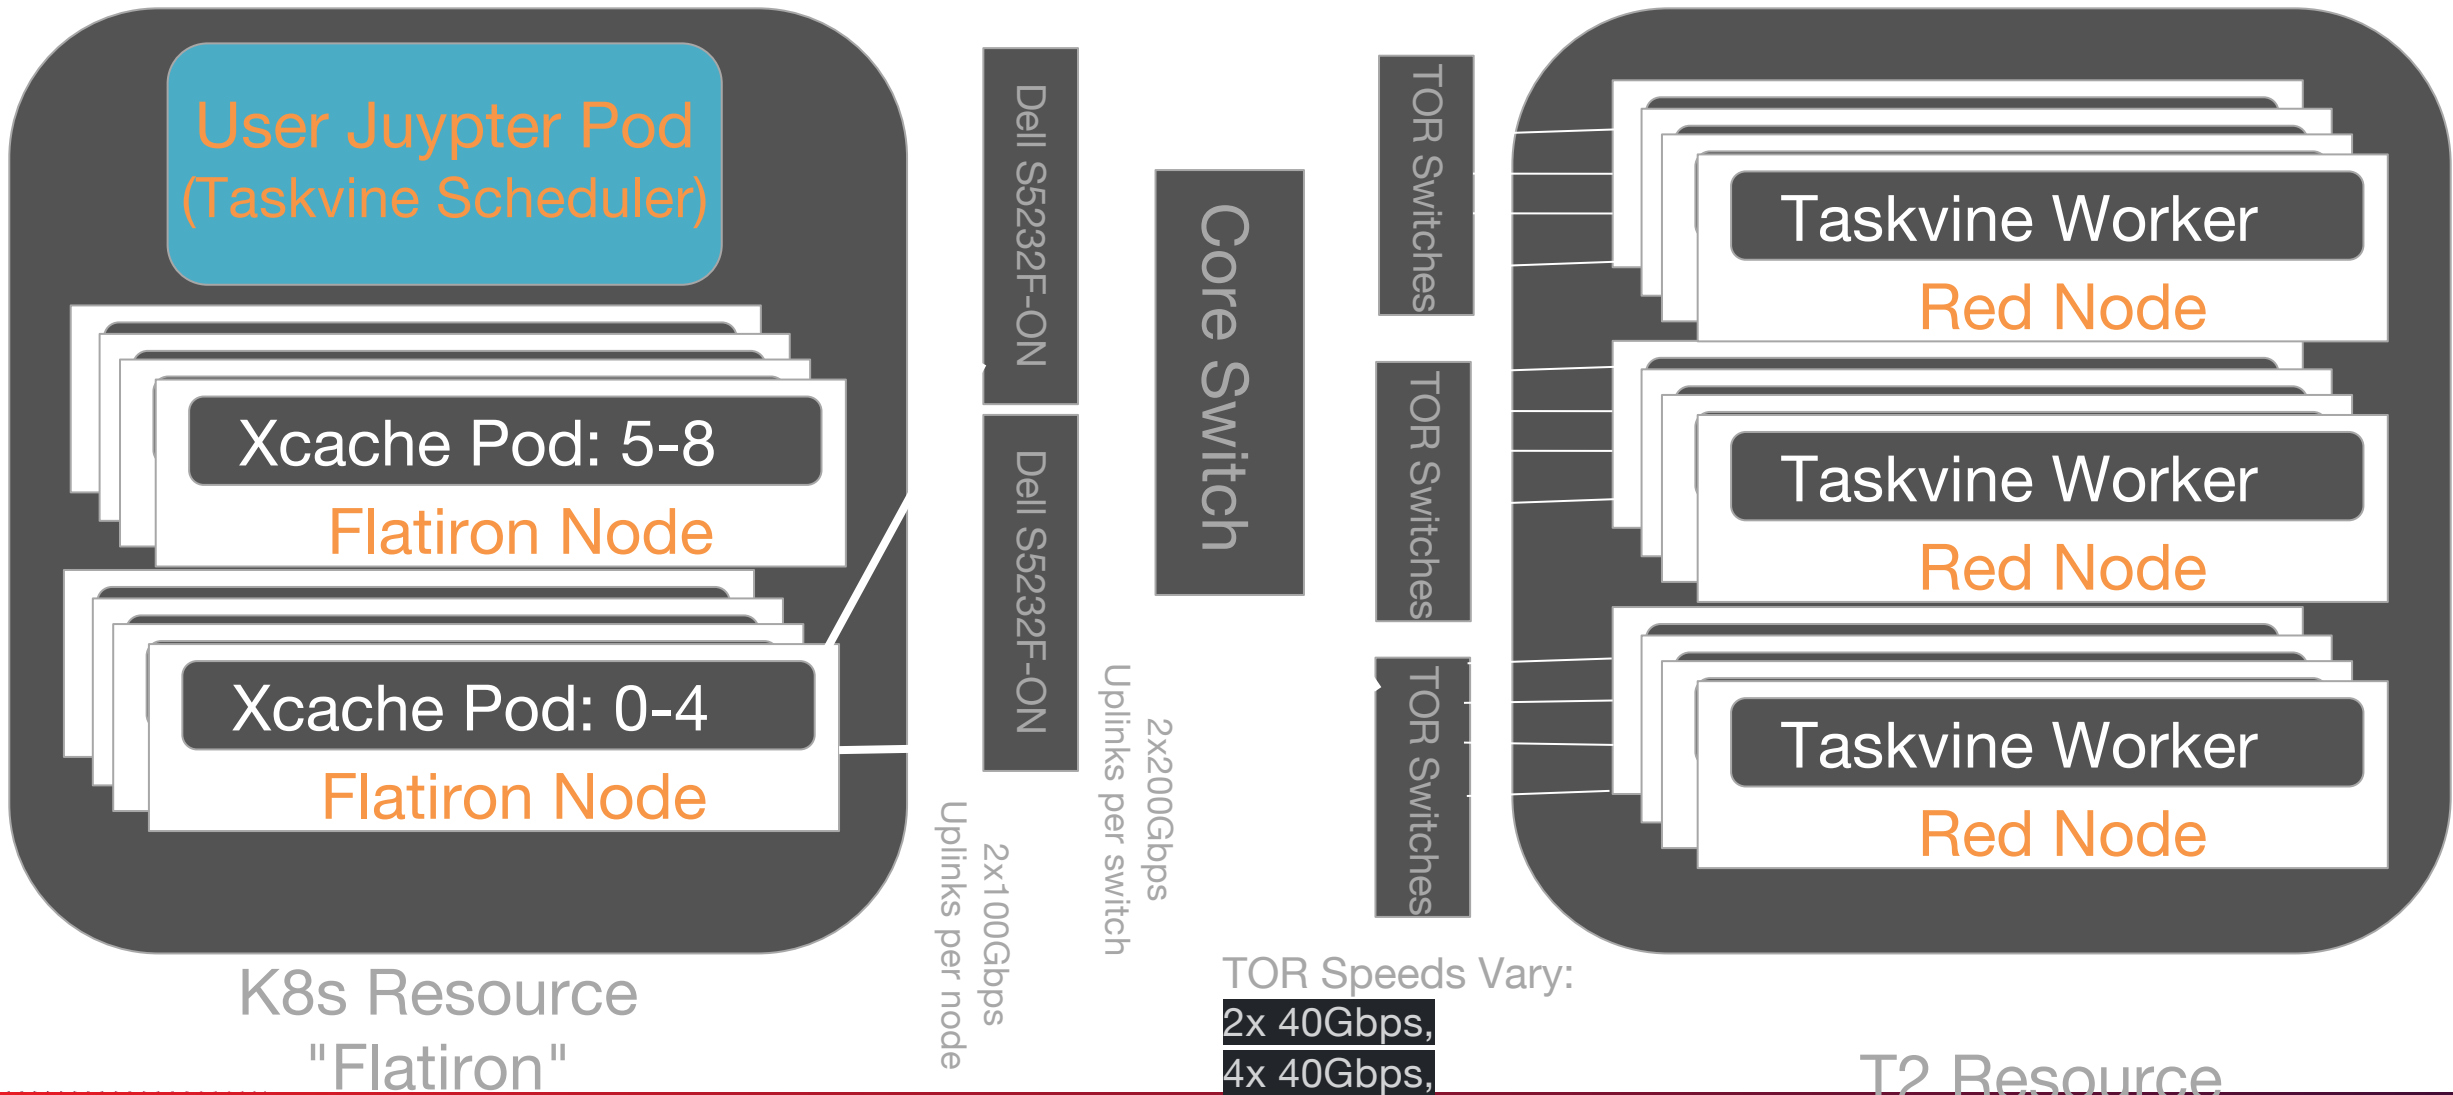 User Juypter Pod
(Taskvine Scheduler)
Xcache Pod: 5-8
Flatiron Node
Xcache Pod: 0-4
Flatiron Node
K8s Resource
"Flatiron"
Dell S5232F-ON
Dell S5232F-ON
2x100Gbps
Uplinks per node
2x200Gbps
Uplinks per switch
Core Switch
TOR Switches
TOR Switches
TOR Switches
TOR Speeds Vary:
2x 40Gbps,
4x 40Gbps,
Taskvine Worker
Red Node
Taskvine Worker
Red Node
Taskvine Worker
Red Node
T2 Resource